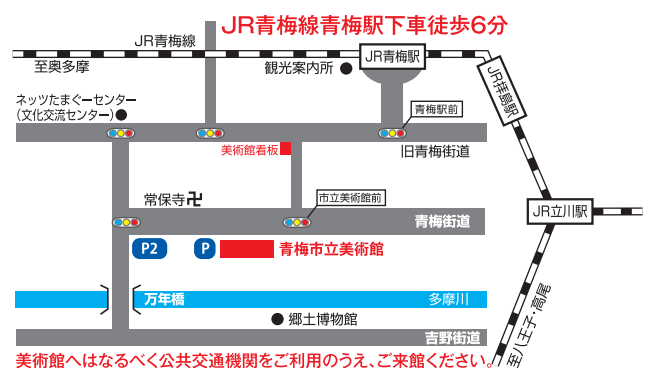 JR青梅線青梅駅下車徒歩6分
JR青梅線
至奥多摩
観光案内所
JR青梅駅
JR拝島駅
ネッツたまぐーセンター
(文化交流センター)
青梅駅前
美術館看板
旧青梅街道
常保寺卍
市立美術館前
JR立川駅
青梅街道
P2
P
青梅市立美術館
万年橋
多摩川
至八王子・高尾
郷土博物館
吉野街道
美術館へはなるべく公共交通機関をご利用のうえ、ご来館ください。